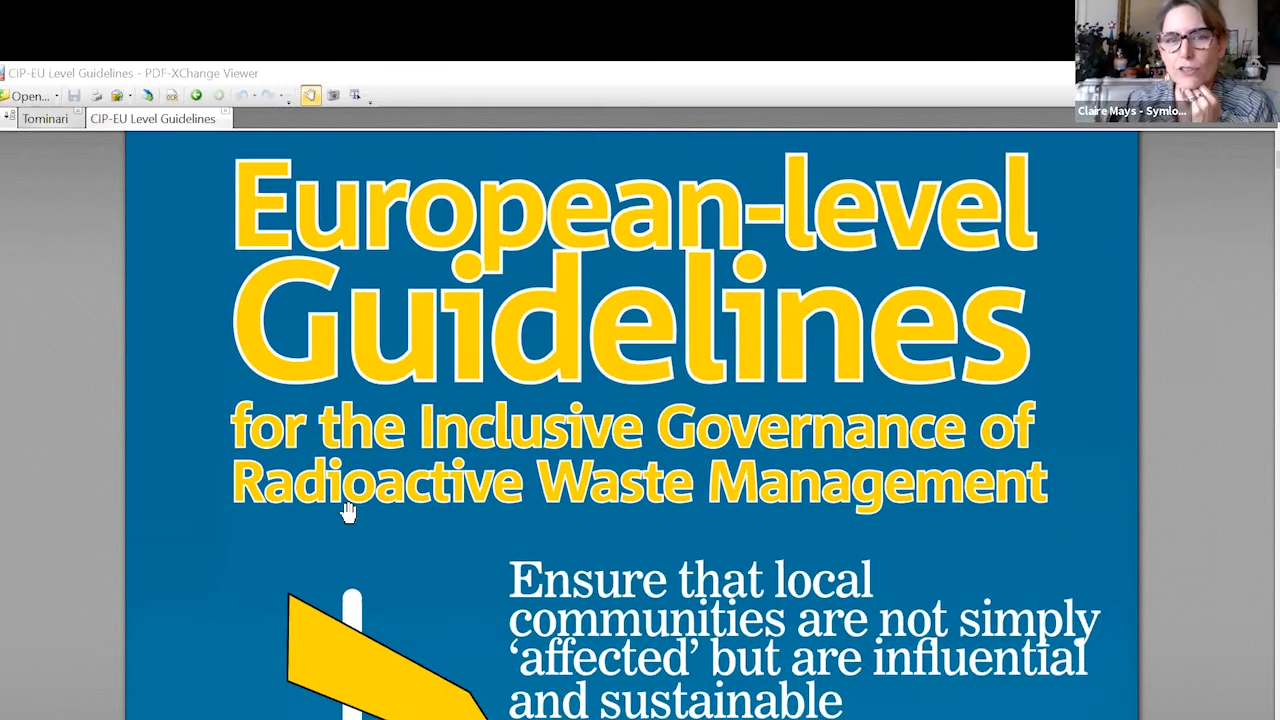 CIP-EU Level Guidelines - PDF-XChange Viewer
Open...
OCR
Tominari
CIP-EU Level Guidelines
Claire Mays - Symlo...
European-level
Guidelines
for the Inclusive Governance of
Radioactive Waste Management
Ensure that local
communities are not simply
‘affected’ but are influential
and sustainable